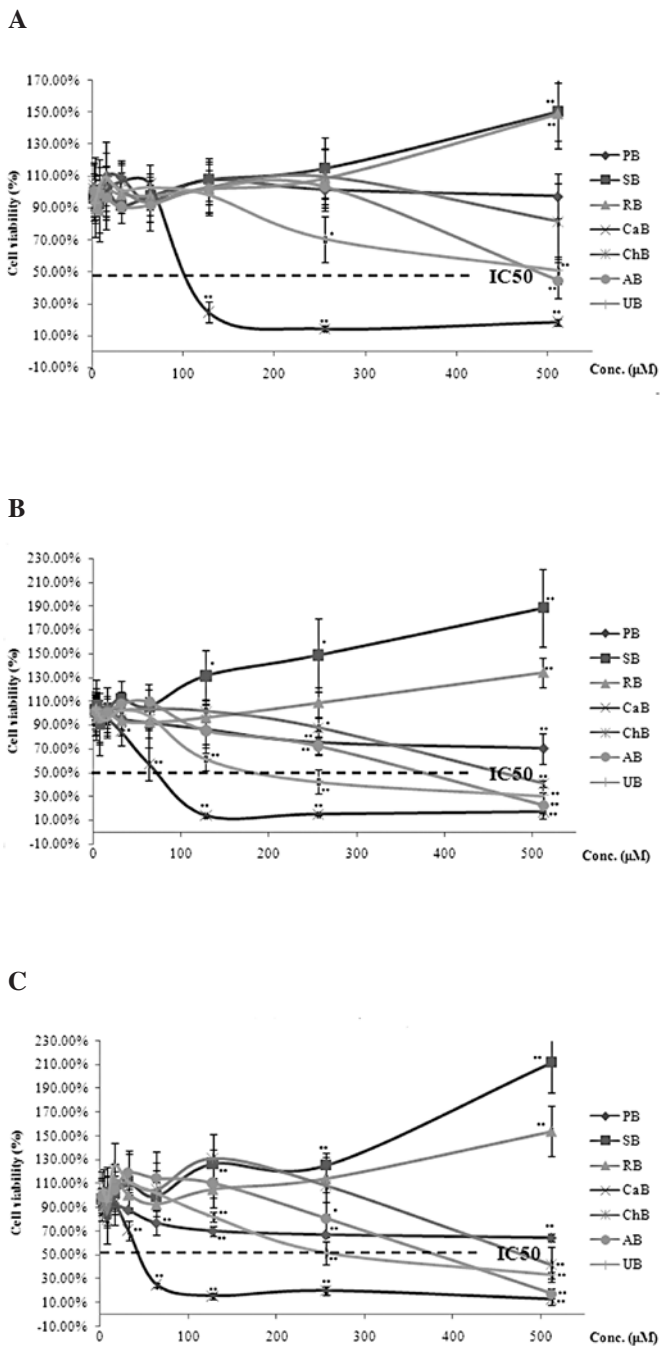 A
170.00%
150.00%
130.00%
110.00%
90.00%
70.00%
50.00%
30.00%
10.00%
-10.00%
Cell viability (%)
0
100
200
300
400
500
Conc. (µM)
IC50
PB
SB
RB
CaB
ChB
AB
UB
B
230.00%
210.00%
190.00%
170.00%
150.00%
130.00%
110.00%
90.00%
70.00%
50.00%
30.00%
10.00%
-10.00%
Cell viability (%)
0
100
200
300
400
500
Conc. (µM)
IC50
PB
SB
RB
CaB
ChB
AB
UB
C
230.00%
210.00%
190.00%
170.00%
150.00%
130.00%
110.00%
90.00%
70.00%
50.00%
30.00%
10.00%
-10.00%
Cell viability (%)
0
100
200
300
400
500
Conc. (µM)
IC50
PB
SB
RB
CaB
ChB
AB
UB